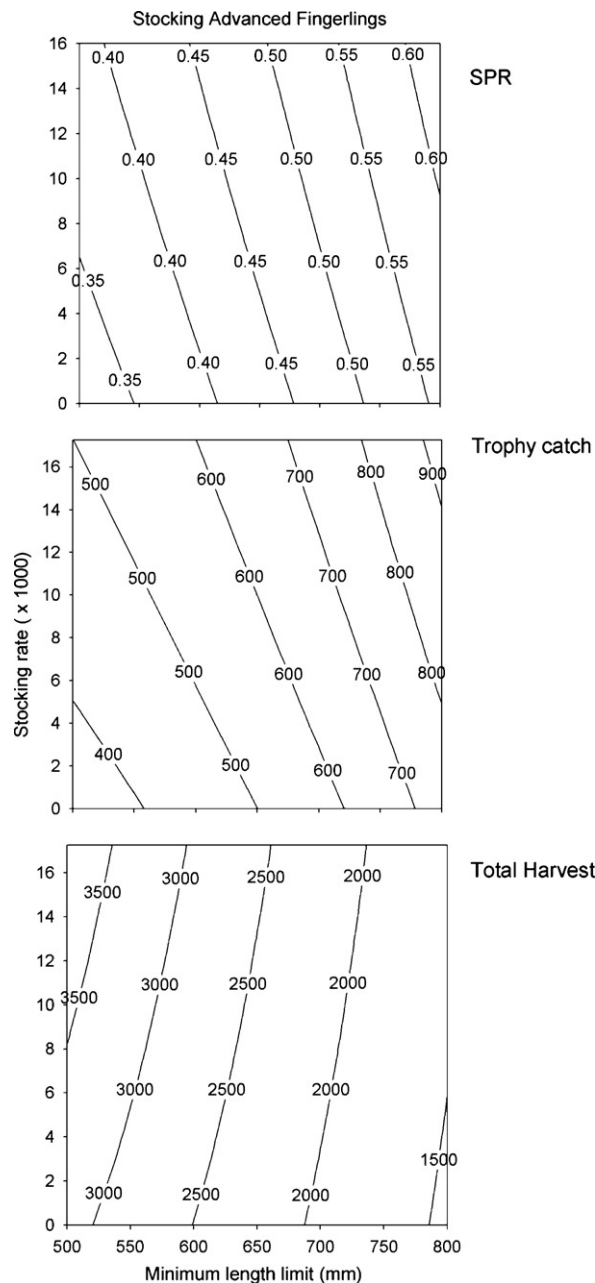 Stocking Advanced Fingerlings
SPR
16
14
12
10
8
6
4
2
0
0.40 0.45 0.50 0.55 0.60
0.40 0.45 0.50 0.55 0.60
0.40 0.45 0.50 0.55
0.35
0.40 0.45 0.50 0.55
0.35
Trophy catch
Stocking rate ( x 1000)
16
14
12
10
8
6
4
2
0
500 600 700 800 900
500 600 700 800
500 600 700 800
400
500 600 700
Total Harvest
16
14
12
10
8
6
4
2
0
3500 3000 2500 2000
3500 3000 2500 2000
3000 2500 2000
1500
3000 2500 2000
500 550 600 650 700 750 800
Minimum length limit (mm)